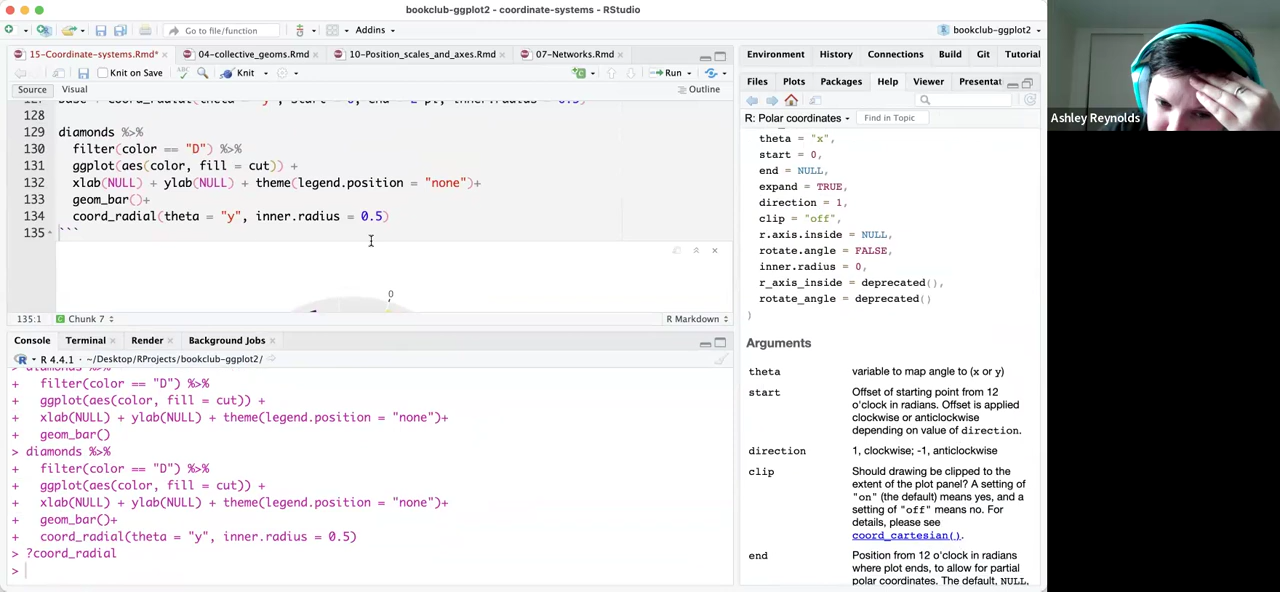 bookclub-ggplot2 - coordinate-systems - RStudio
Go to file/function
Addins
bookclub-ggplot2
15-Coordinate-systems.Rmd*
04-collective_geoms.Rmd
10-Position_scales_and_axes.Rmd
07-Networks.Rmd
Knit on Save
Knit
Run
Source
Visual
Outline
128
129 diamonds %>%
130 filter(color == "D") %>%
131 ggplot(aes(color, fill = cut)) +
132 xlab(NULL) + ylab(NULL) + theme(legend.position = "none")+
133 geom_bar()+
134 coord_radial(theta = "y", inner.radius = 0.5)
135 ```
0
135:1
Chunk 7
R Markdown
Console
Terminal
Render
Background Jobs
R 4.4.1 · ~/Desktop/RProjects/bookclub-ggplot2/
> diamonds %>%
+ filter(color == "D") %>%
+ ggplot(aes(color, fill = cut)) +
+ xlab(NULL) + ylab(NULL) + theme(legend.position = "none")+
+ geom_bar()
> diamonds %>%
+ filter(color == "D") %>%
+ ggplot(aes(color, fill = cut)) +
+ xlab(NULL) + ylab(NULL) + theme(legend.position = "none")+
+ geom_bar()+
+ coord_radial(theta = "y", inner.radius = 0.5)
> ?coord_radial
>
Environment
History
Connections
Build
Git
Tutorial
Files
Plots
Packages
Help
Viewer
Presentat
R: Polar coordinates
Find in Topic
theta = "x",
start = 0,
end = NULL,
expand = TRUE,
direction = 1,
clip = "off",
r.axis.inside = NULL,
rotate.angle = FALSE,
inner.radius = 0,
r_axis_inside = deprecated(),
rotate_angle = deprecated()
)
Arguments
theta variable to map angle to (x or y)
start Offset of starting point from 12
o'clock in radians. Offset is applied
clockwise or anticlockwise
depending on value of direction.
direction 1, clockwise; -1, anticlockwise
clip Should drawing be clipped to the
extent of the plot panel? A setting of
"on" (the default) means yes, and a
setting of "off" means no. For
details, please see
coord_cartesian().
end Position from 12 o'clock in radians
where plot ends, to allow for partial
polar coordinates. The default, NULL,
Ashley Reynolds